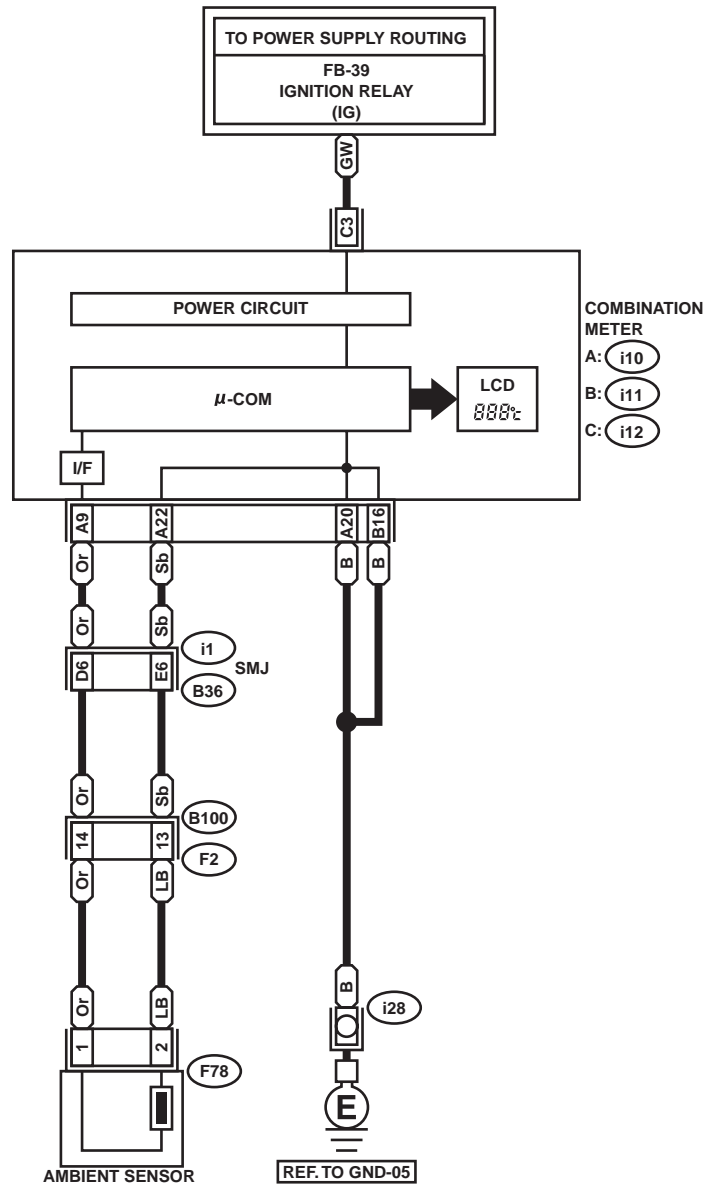 TO POWER SUPPLY ROUTING
FB-39
IGNITION RELAY
(IG)
GW
C3
POWER CIRCUIT
COMBINATION
METER
A: i10
B: i11
C: i12
μ-COM
LCD
888℃
I/F
A9 A22 A20 B16
Or Sb B B
Or Sb
i1
D6 E6 SMJ
B36
Or Sb
B100
14 13
F2
Or LB
Or LB
B
i28
1 2
F78
E
AMBIENT SENSOR
REF. TO GND-05